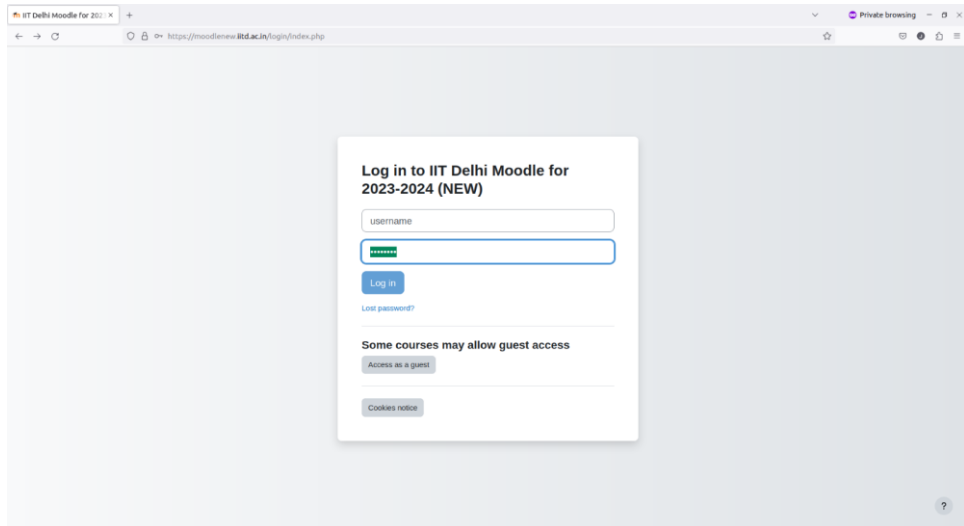 IIT Delhi Moodle for 202
Private browsing
https://moodlenew.iitd.ac.in/login/index.php
Log in to IIT Delhi Moodle for
2023-2024 (NEW)
username
••••••••
Log in
Lost password?
Some courses may allow guest access
Access as a guest
Cookies notice
?